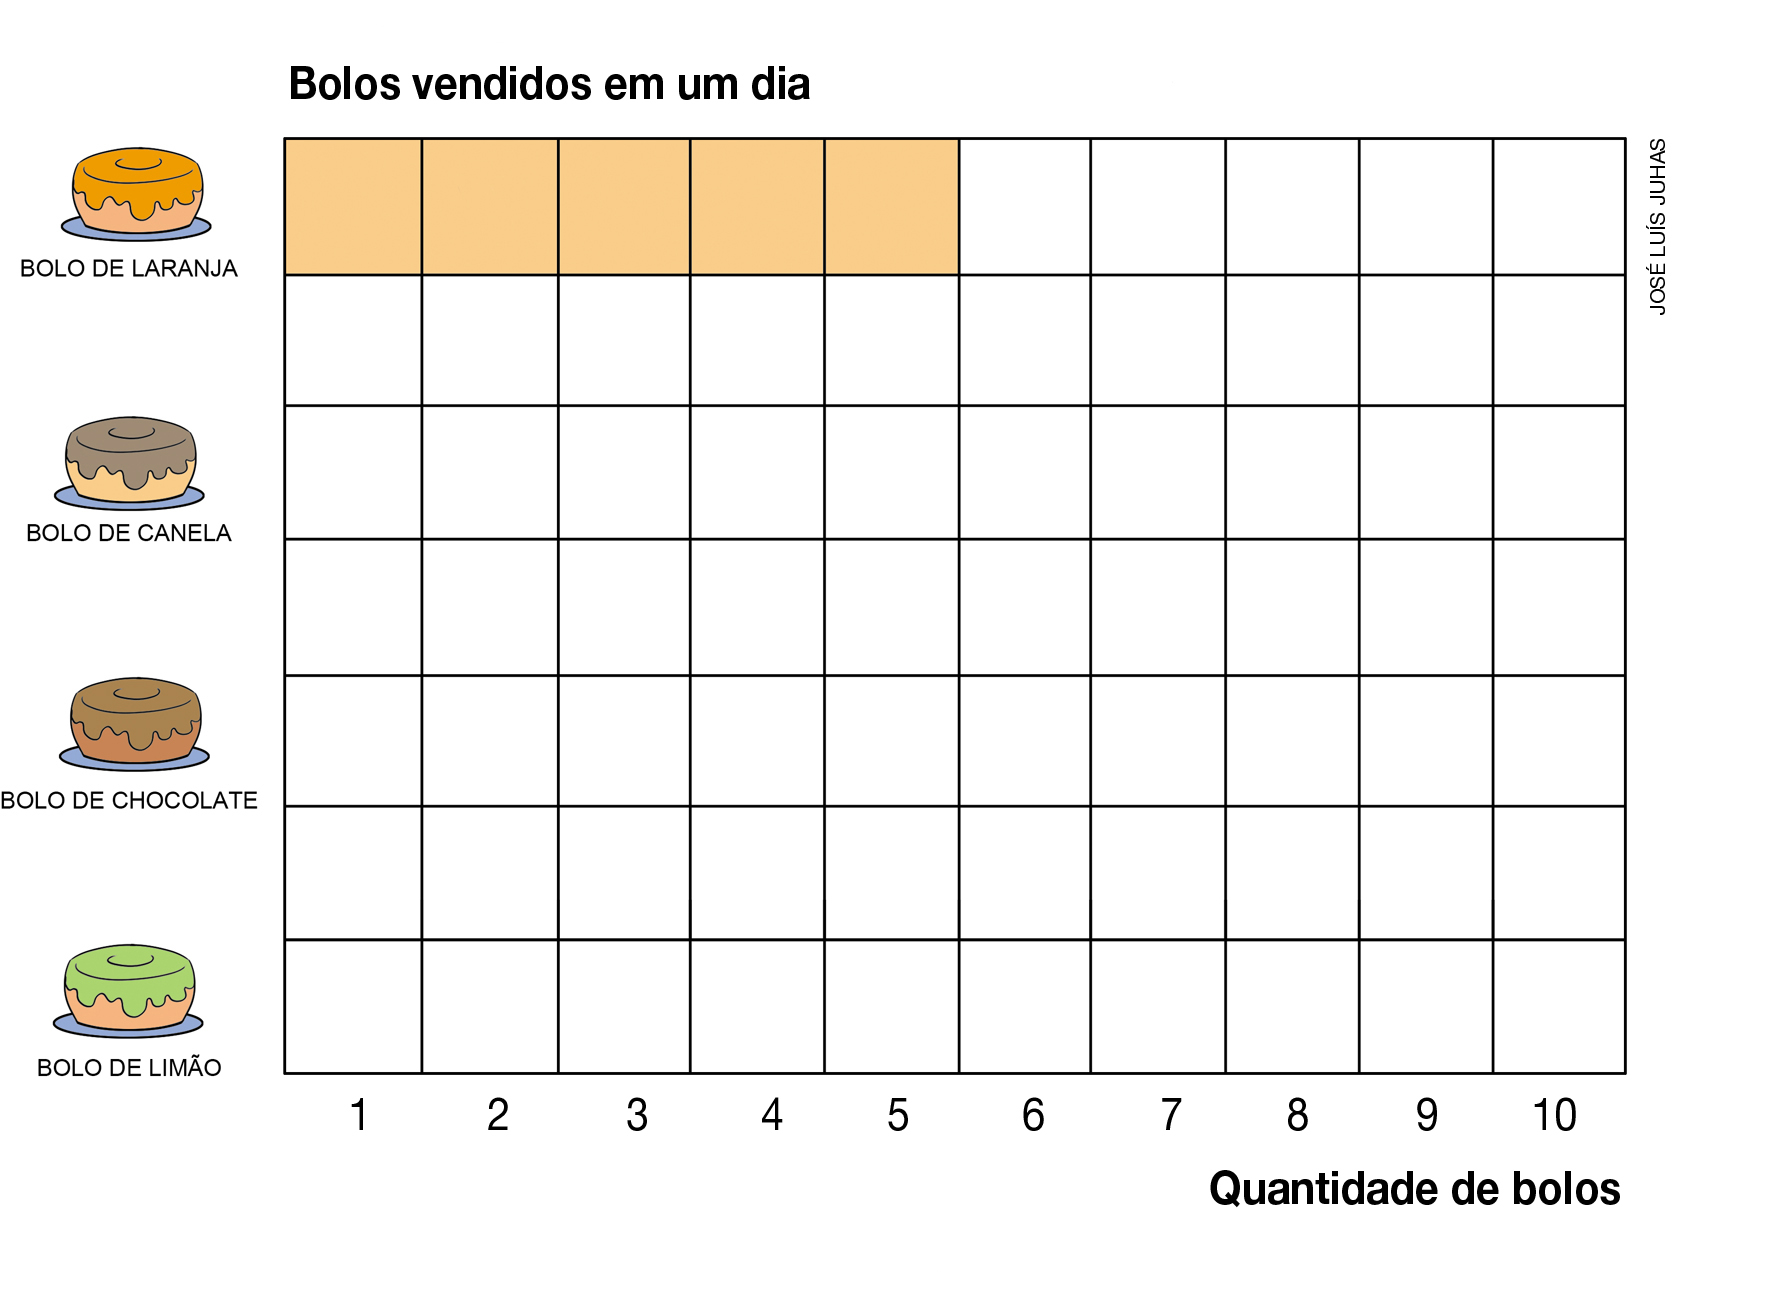 Bolos vendidos em um dia
JOSÉ LUÍS JUHAS
BOLO DE LARANJA
BOLO DE CANELA
BOLO DE CHOCOLATE
BOLO DE LIMÃO
1 2 3 4 5 6 7 8 9 10
Quantidade de bolos